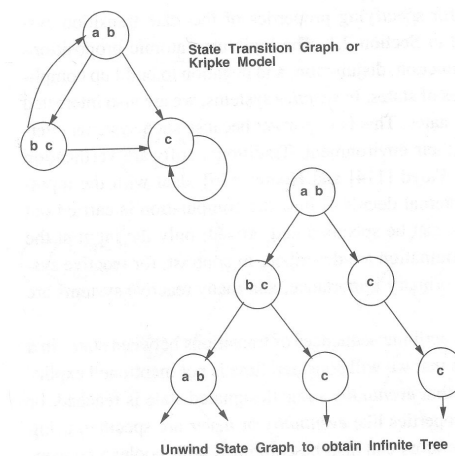 a b
State Transition Graph or
Kripke Model
b c
c
a b
b c
c
a b
c
c
Unwind State Graph to obtain Infinite Tree